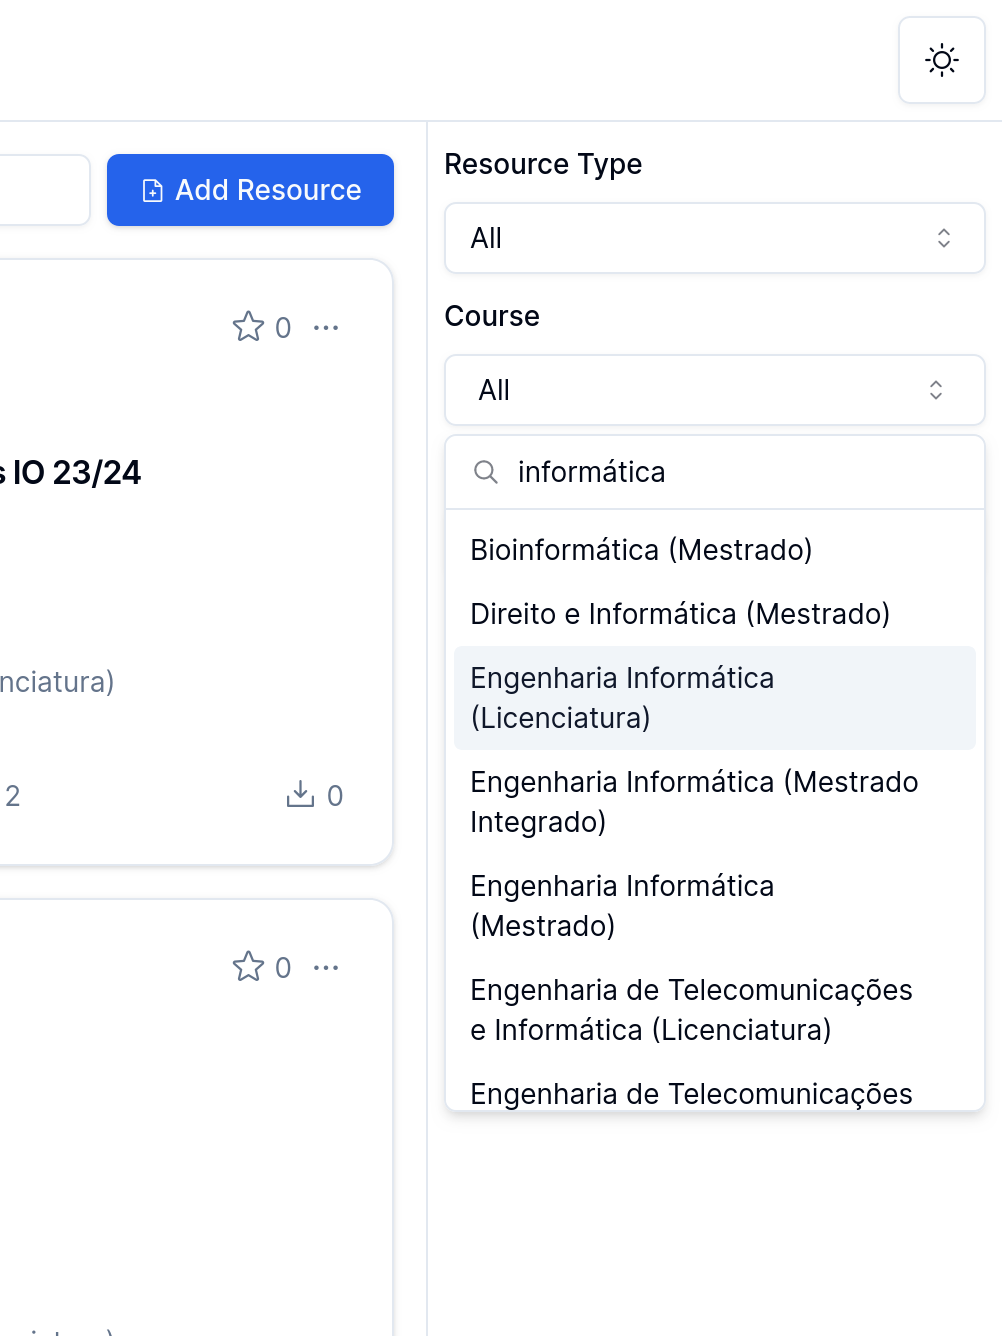 Add Resource
0
IO 23/24
2
0
0
Resource Type
All
Course
All
informática
Bioinformática (Mestrado)
Direito e Informática (Mestrado)
Engenharia Informática
(Licenciatura)
Engenharia Informática (Mestrado
Integrado)
Engenharia Informática
(Mestrado)
Engenharia de Telecomunicações
e Informática (Licenciatura)
Engenharia de Telecomunicações